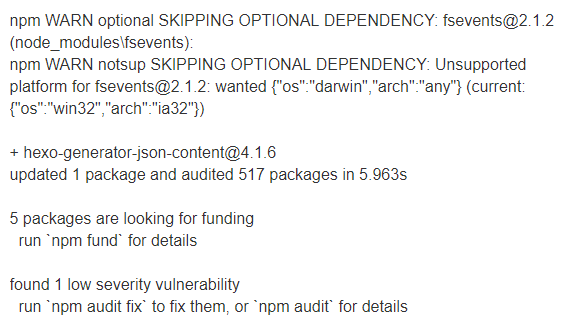 npm WARN optional SKIPPING OPTIONAL DEPENDENCY: fsevents@2.1.2
(node_modules\fsevents):
npm WARN notsup SKIPPING OPTIONAL DEPENDENCY: Unsupported
platform for fsevents@2.1.2: wanted {"os":"darwin","arch":"any"} (current:
{"os":"win32","arch":"ia32"})
+ hexo-generator-json-content@4.1.6
updated 1 package and audited 517 packages in 5.963s
5 packages are looking for funding
run `npm fund` for details
found 1 low severity vulnerability
run `npm audit fix` to fix them, or `npm audit` for details